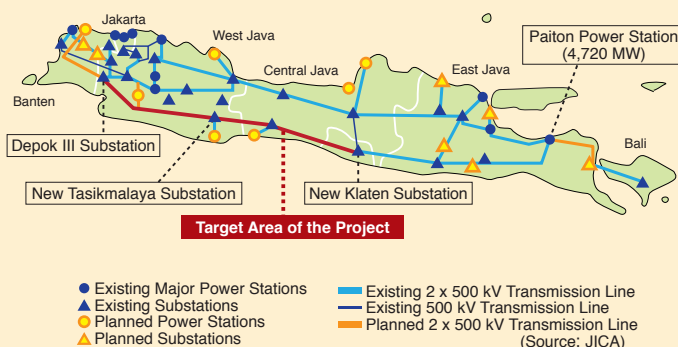 Jakarta
West Java
Paiton Power Station
(4,720 MW)
Central Java
East Java
Banten
Bali
Depok III Substation
New Tasikmalaya Substation
New Klaten Substation
Target Area of the Project
Existing Major Power Stations
Existing Substations
Planned Power Stations
Planned Substations
Existing 2 x 500 kV Transmission Line
Existing 500 kV Transmission Line
Planned 2 x 500 kV Transmission Line
(Source: JICA)